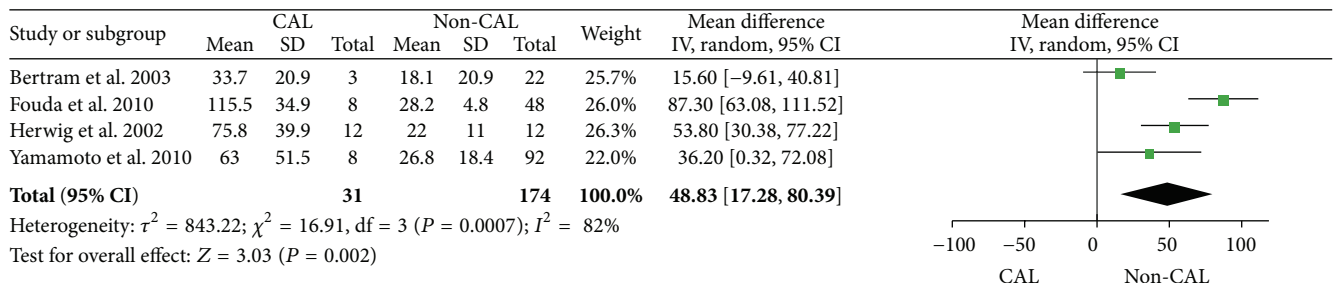 Study or subgroup CAL Non-CAL Weight Mean difference Mean difference
Mean SD Total Mean SD Total IV, random, 95% CI IV, random, 95% CI
Bertram et al. 2003 33.7 20.9 3 18.1 20.9 22 25.7% 15.60 [−9.61, 40.81]
Fouda et al. 2010 115.5 34.9 8 28.2 4.8 48 26.0% 87.30 [63.08, 111.52]
Herwig et al. 2002 75.8 39.9 12 22 11 12 26.3% 53.80 [30.38, 77.22]
Yamamoto et al. 2010 63 51.5 8 26.8 18.4 92 22.0% 36.20 [0.32, 72.08]
Total (95% CI) 31 174 100.0% 48.83 [17.28, 80.39]
Heterogeneity: τ² = 843.22; χ² = 16.91, df = 3 (P = 0.0007); I² = 82%
Test for overall effect: Z = 3.03 (P = 0.002)
−100 −50 0 50 100
CAL Non-CAL